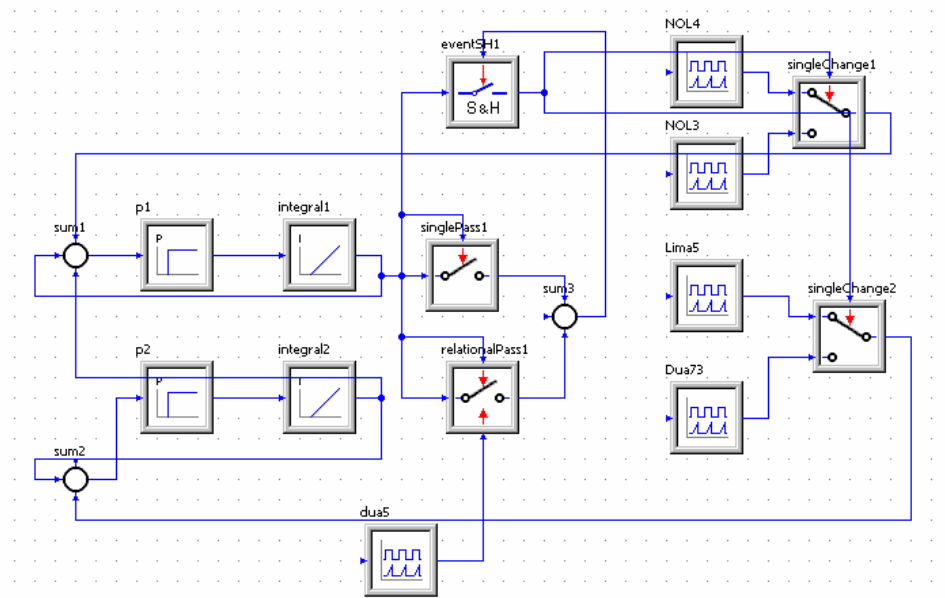 NOL4
eventSH1
singleChange1
S&H
NOL3
p1
integral1
sum1
P
I
singlePass1
Lima5
sum3
singleChange2
p2
integral2
relationalPass1
Dua73
P
I
sum2
dua5